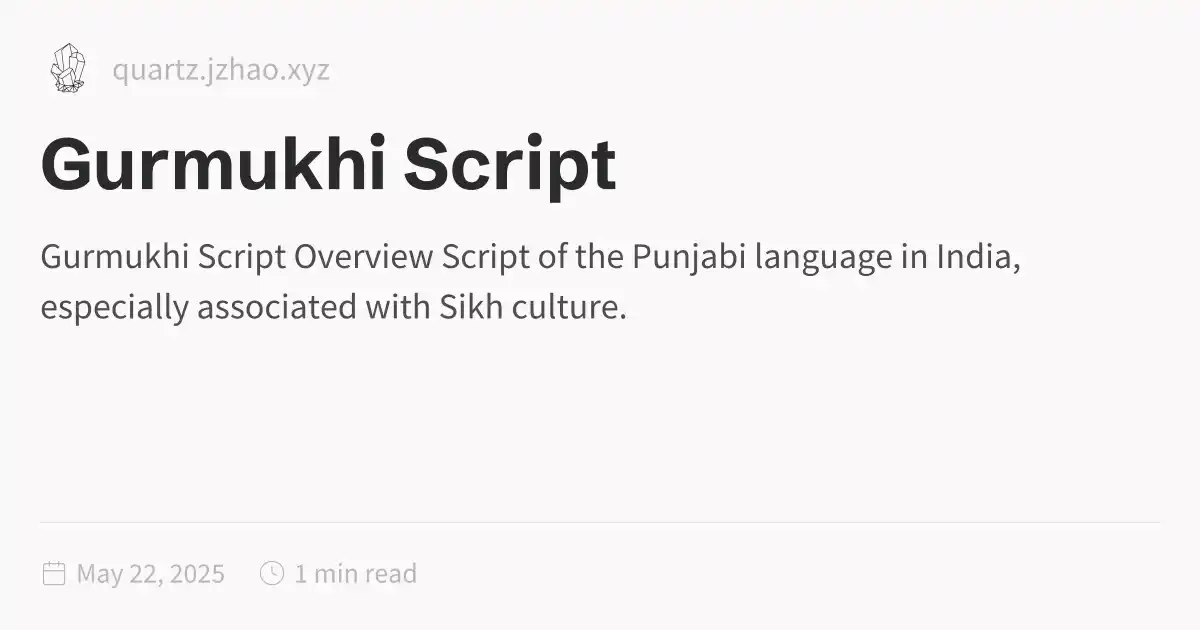 quartz.jzhao.xyz
Gurmukhi Script
Gurmukhi Script Overview Script of the Punjabi language in India,
especially associated with Sikh culture.
May 22, 2025 1 min read